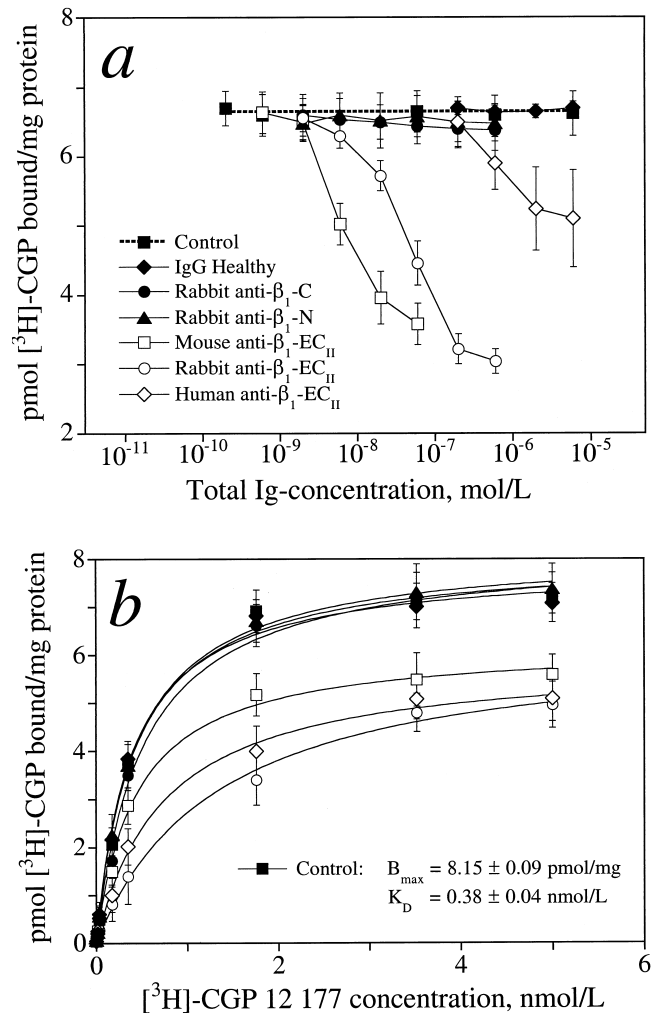 a
pmol [³H]-CGP bound/mg protein
8
6
4
2
Control
IgG Healthy
Rabbit anti-β₁-C
Rabbit anti-β₁-N
Mouse anti-β₁-EC_II
Rabbit anti-β₁-EC_II
Human anti-β₁-EC_II
10⁻¹¹ 10⁻¹⁰ 10⁻⁹ 10⁻⁸ 10⁻⁷ 10⁻⁶ 10⁻⁵
Total Ig-concentration, mol/L
b
pmol [³H]-CGP bound/mg protein
8
6
4
2
0
Control: B_max = 8.15 ± 0.09 pmol/mg
K_D = 0.38 ± 0.04 nmol/L
0 2 4 6
[³H]-CGP 12 177 concentration, nmol/L